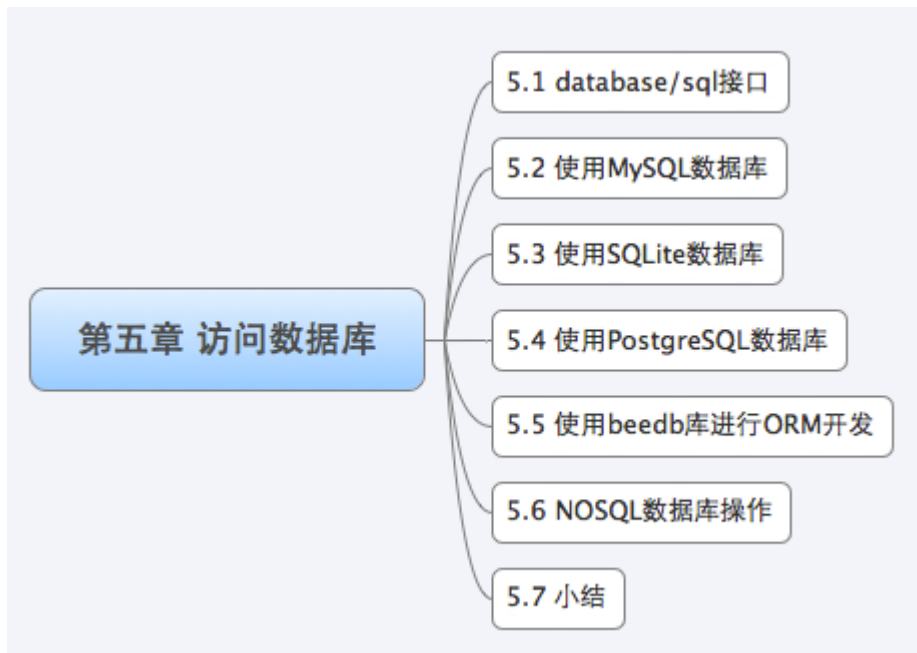 第五章 访问数据库
5.1 database/sql接口
5.2 使用MySQL数据库
5.3 使用SQLite数据库
5.4 使用PostgreSQL数据库
5.5 使用beedb库进行ORM开发
5.6 NOSQL数据库操作
5.7 小结